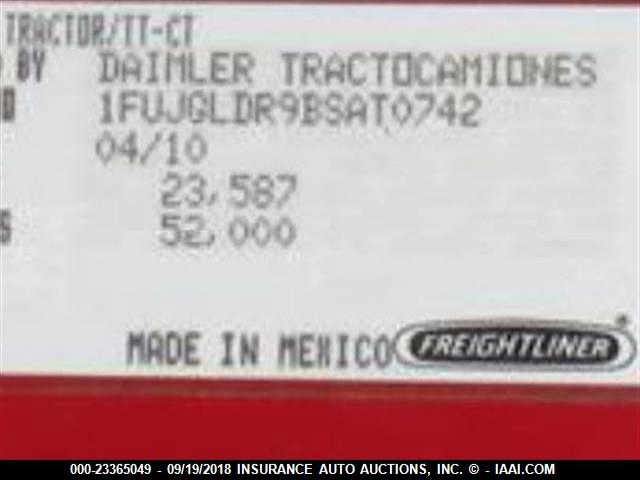 TRACTOR/TT-CT
BY DAIMLER TRACTOCAMIONES
1FUJGLDR9BSAT0742
04/10
23,587
52,000
MADE IN MEXICO FREIGHTLINER®
000-23365049 - 09/19/2018 INSURANCE AUTO AUCTIONS, INC. © - IAAI.COM